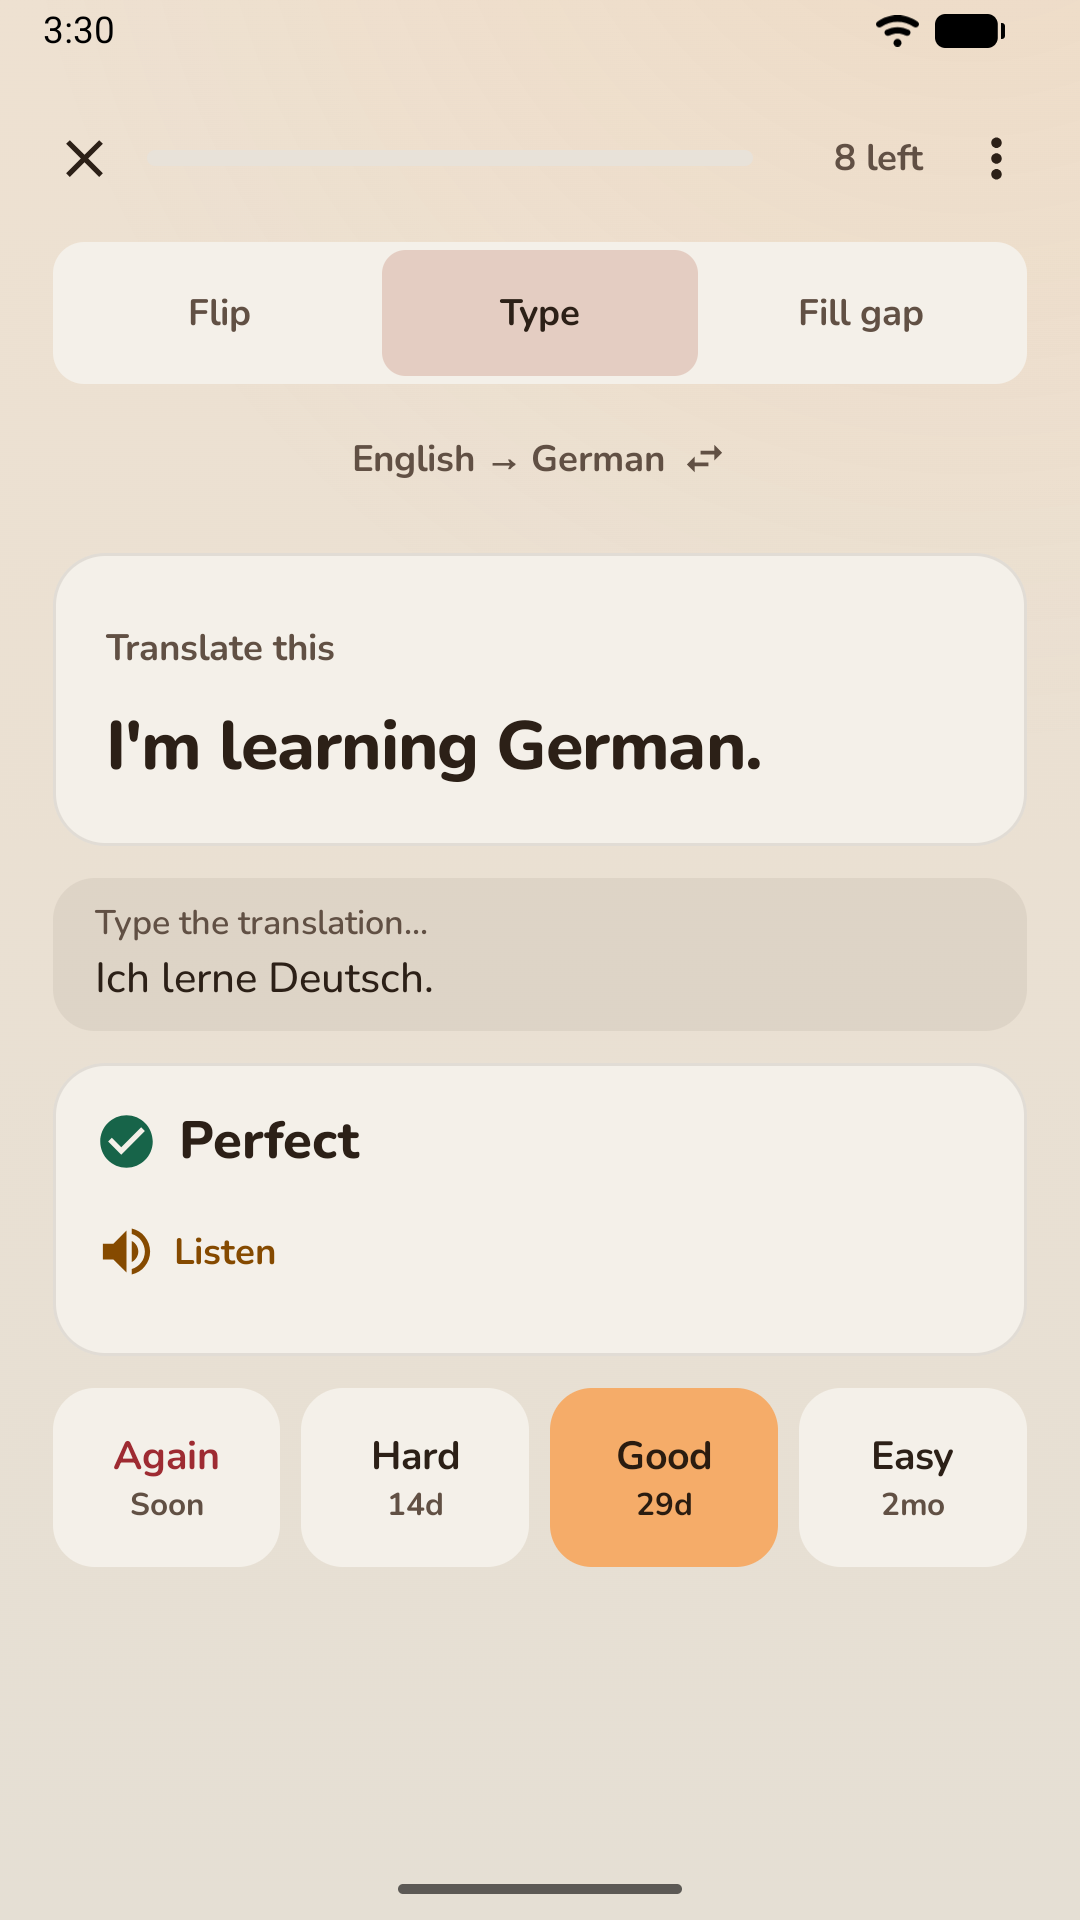 3:30
8 left
Flip
Type
Fill gap
English → German
Translate this
I'm learning German.
Type the translation...
Ich lerne Deutsch.
Perfect
Listen
Again
Soon
Hard
14d
Good
29d
Easy
2mo